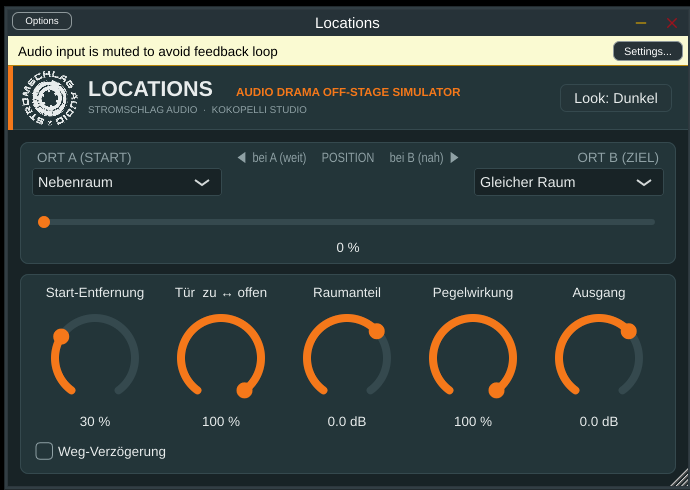 Options
Locations
Audio input is muted to avoid feedback loop
Settings...
STROMSCHLAG AUDIO
LOCATIONS
AUDIO DRAMA OFF-STAGE SIMULATOR
STROMSCHLAG AUDIO · KOKOPELLI STUDIO
Look: Dunkel
ORT A (START)
◀ bei A (weit) POSITION bei B (nah) ▶
ORT B (ZIEL)
Nebenraum
Gleicher Raum
0 %
Start-Entfernung
Tür zu ↔ offen
Raumanteil
Pegelwirkung
Ausgang
30 %
100 %
0.0 dB
100 %
0.0 dB
Weg-Verzögerung